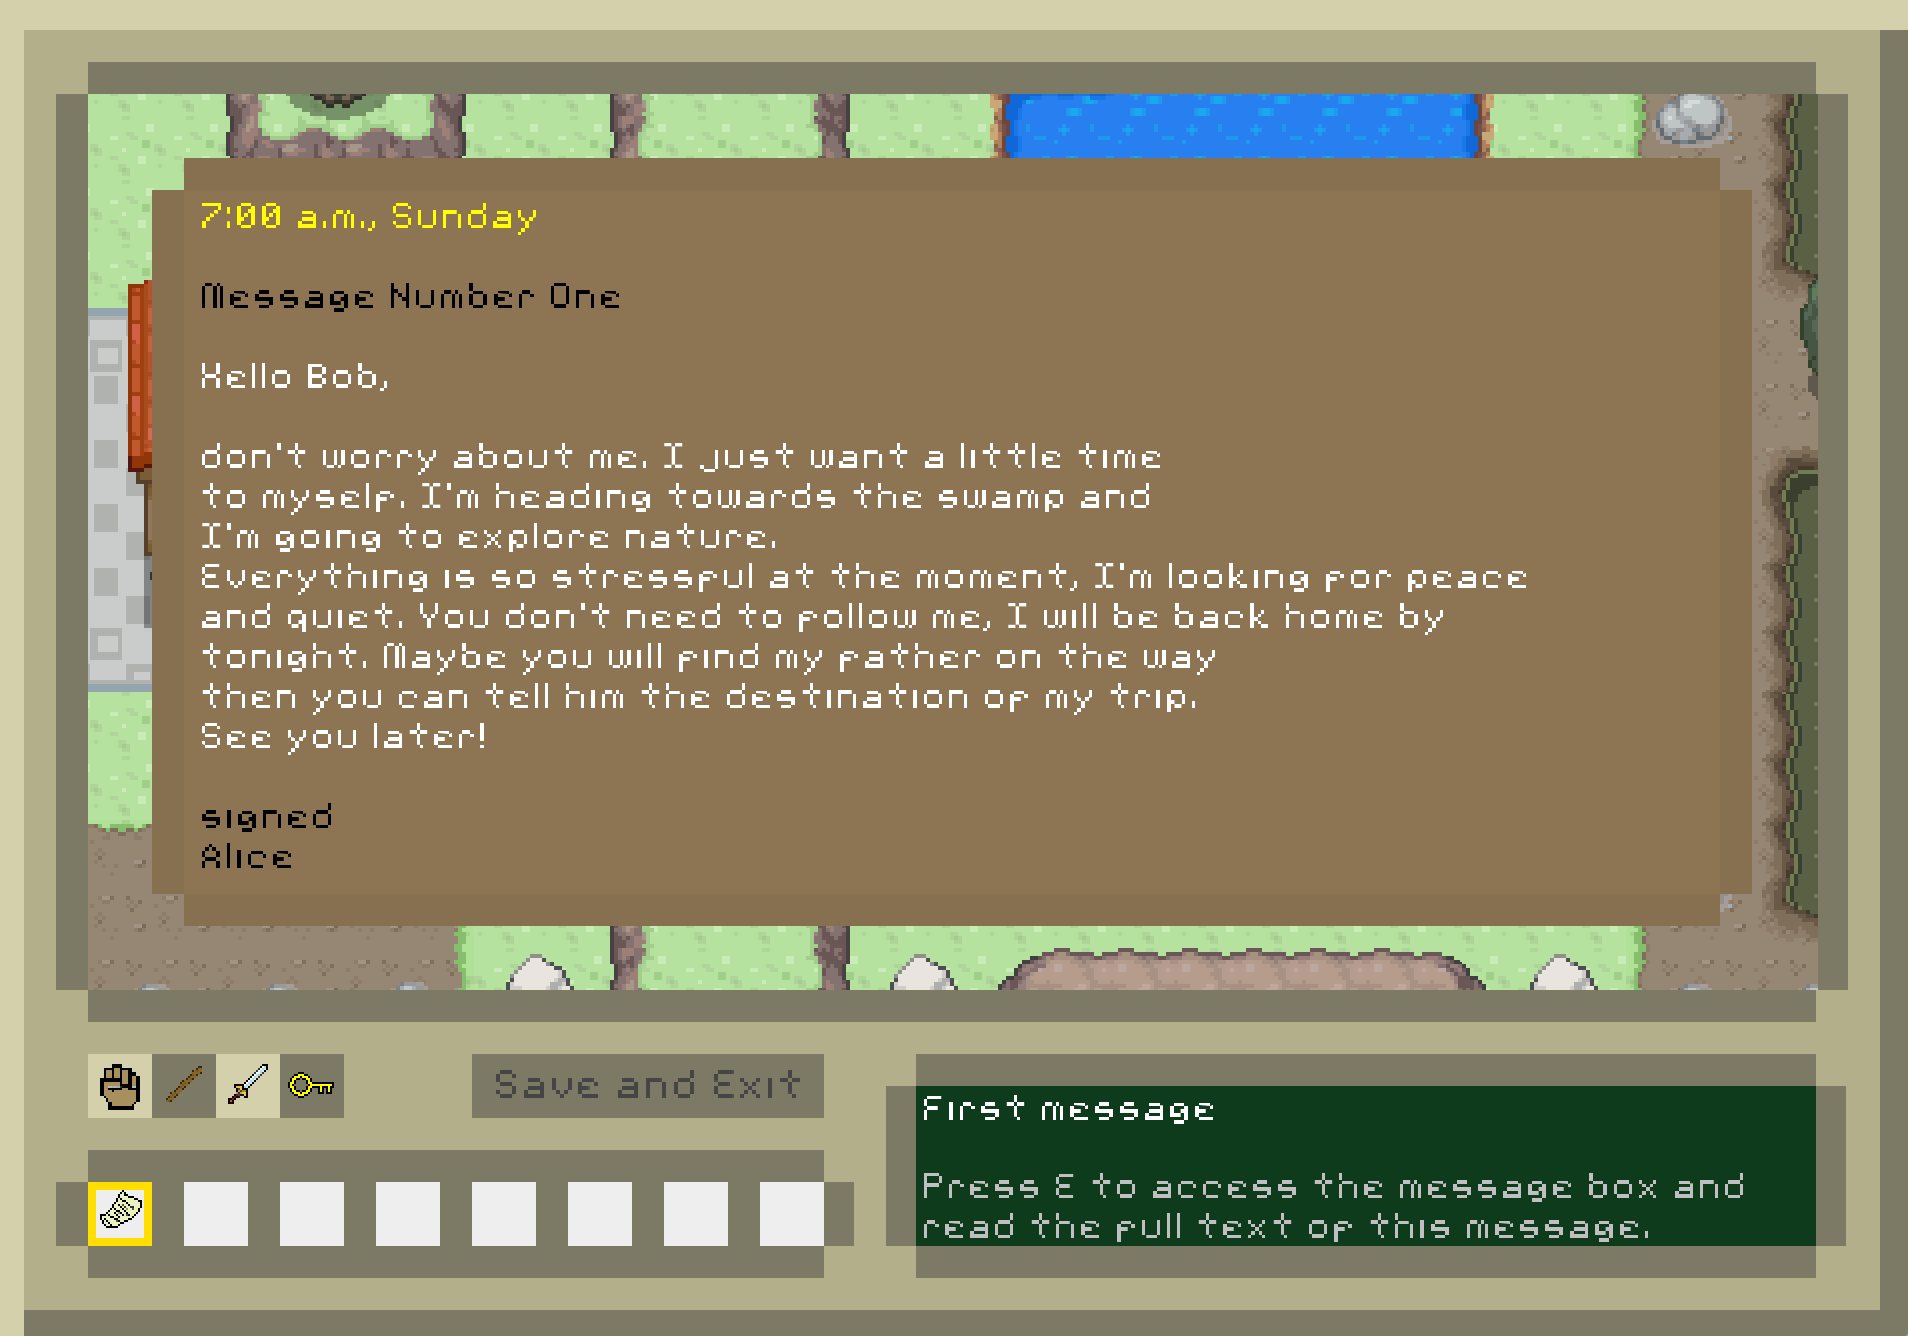 7:00 a.m., Sunday
Message Number One
Hello Bob,
don't worry about me. I just want a little time
to myself. I'm heading towards the swamp and
I'm going to explore nature.
Everything is so stressful at the moment, I'm looking for peace
and quiet. You don't need to follow me, I will be back home by
tonight. Maybe you will find my father on the way
then you can tell him the destination of my trip.
See you later!
signed
Alice
Save and Exit
First message
Press E to access the message box and
read the full text of this message.